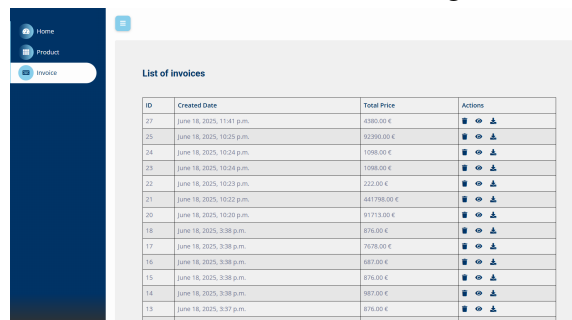 Home
Product
Invoice
List of invoices
ID Created Date Total Price Actions
27 June 18, 2025, 11:41 p.m. 4380.00 €
25 June 18, 2025, 10:25 p.m. 92390.00 €
24 June 18, 2025, 10:24 p.m. 1098.00 €
23 June 18, 2025, 10:24 p.m. 1098.00 €
22 June 18, 2025, 10:23 p.m. 222.00 €
21 June 18, 2025, 10:22 p.m. 441798.00 €
20 June 18, 2025, 10:20 p.m. 91713.00 €
18 June 18, 2025, 3:38 p.m. 876.00 €
17 June 18, 2025, 3:38 p.m. 7678.00 €
16 June 18, 2025, 3:38 p.m. 687.00 €
15 June 18, 2025, 3:38 p.m. 876.00 €
14 June 18, 2025, 3:38 p.m. 987.00 €
13 June 18, 2025, 3:37 p.m. 876.00 €